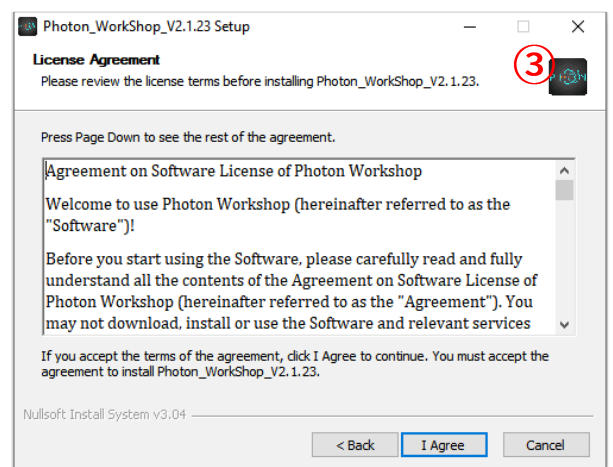 Photon_WorkShop_V2.1.23 Setup
License Agreement
Please review the license terms before installing Photon_WorkShop_V2.1.23.
③
Press Page Down to see the rest of the agreement.
Agreement on Software License of Photon Workshop
Welcome to use Photon Workshop (hereinafter referred to as the
"Software")!
Before you start using the Software, please carefully read and fully
understand all the contents of the Agreement on Software License of
Photon Workshop (hereinafter referred to as the "Agreement"). You
may not download, install or use the Software and relevant services
If you accept the terms of the agreement, click I Agree to continue. You must accept the
agreement to install Photon_WorkShop_V2.1.23.
Nullsoft Install System v3.04
< Back
I Agree
Cancel